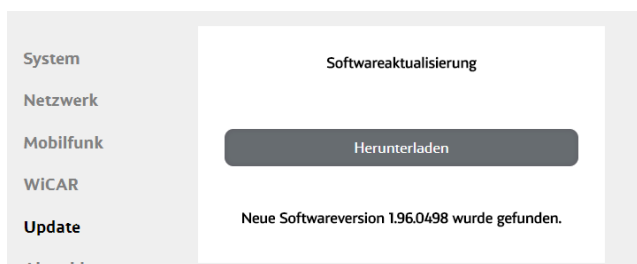 System
Netzwerk
Mobilfunk
WiCAR
Update
Softwareaktualisierung
Herunterladen
Neue Softwareversion 1.96.0498 wurde gefunden.